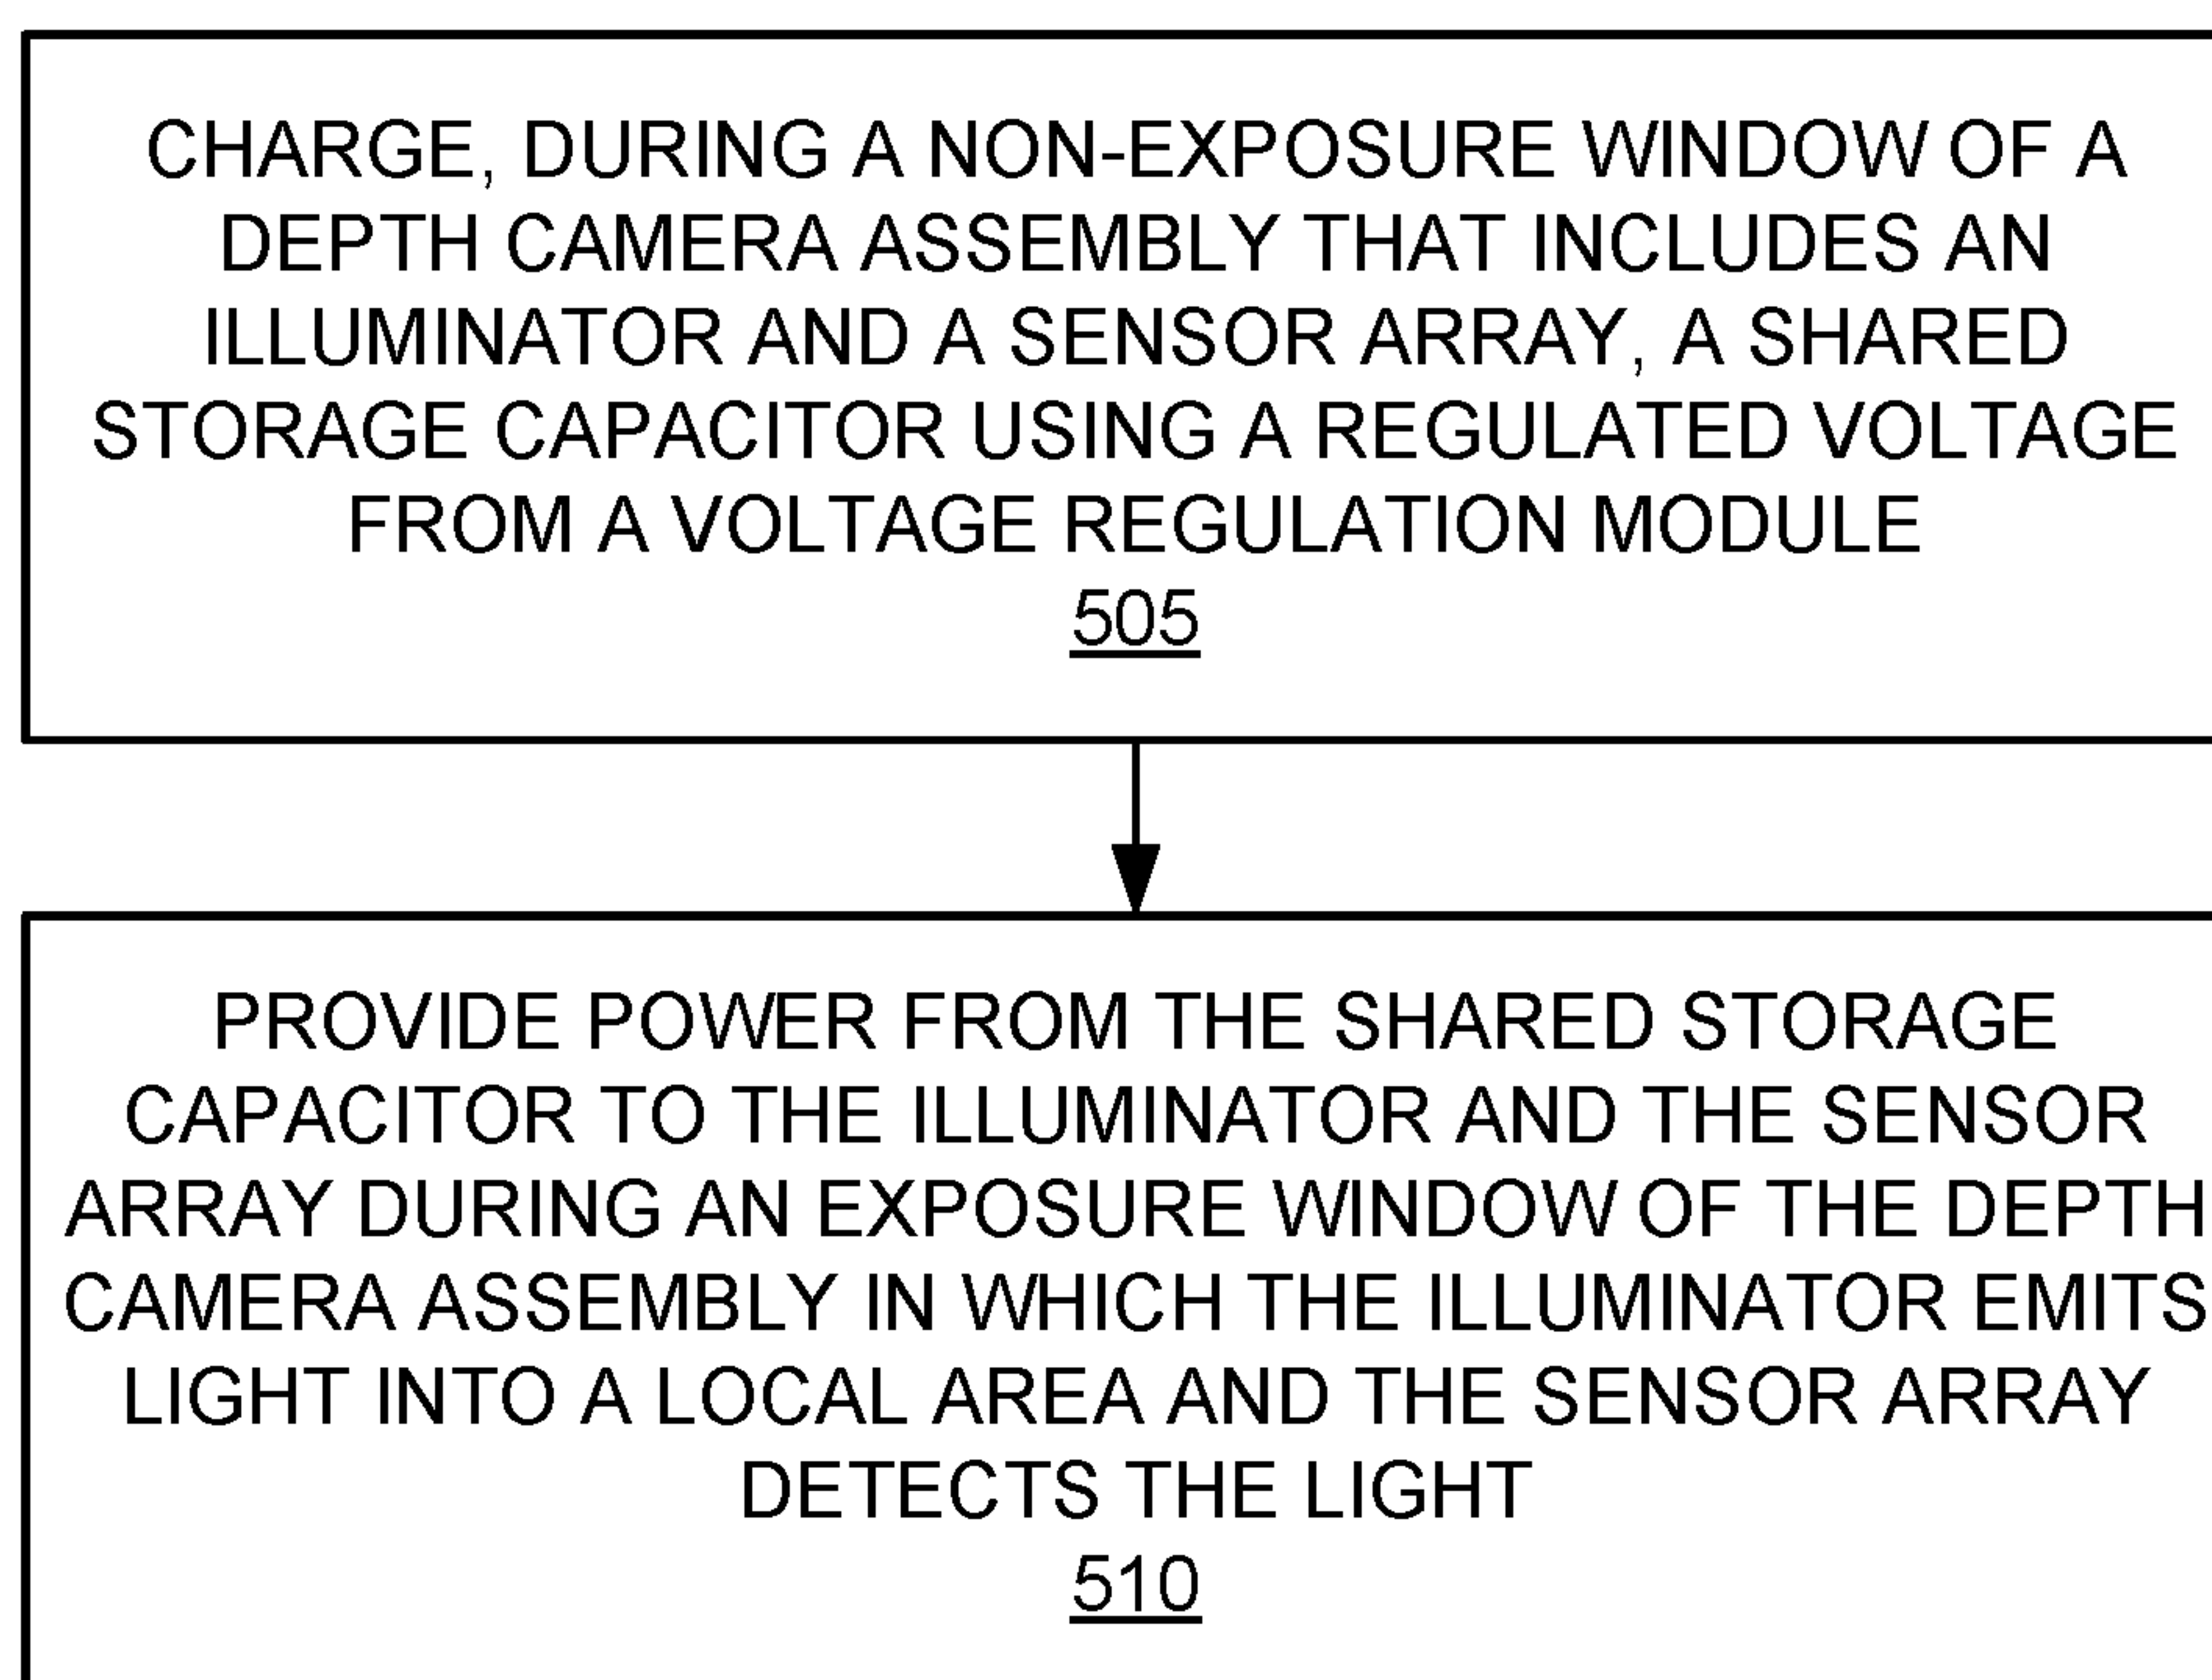 CHARGE, DURING A NON-EXPOSURE WINDOW OF A
DEPTH CAMERA ASSEMBLY THAT INCLUDES AN
ILLUMINATOR AND A SENSOR ARRAY, A SHARED
STORAGE CAPACITOR USING A REGULATED VOLTAGE
FROM A VOLTAGE REGULATION MODULE
505
PROVIDE POWER FROM THE SHARED STORAGE
CAPACITOR TO THE ILLUMINATOR AND THE SENSOR
ARRAY DURING AN EXPOSURE WINDOW OF THE DEPTH
CAMERA ASSEMBLY IN WHICH THE ILLUMINATOR EMITS
LIGHT INTO A LOCAL AREA AND THE SENSOR ARRAY
DETECTS THE LIGHT
510